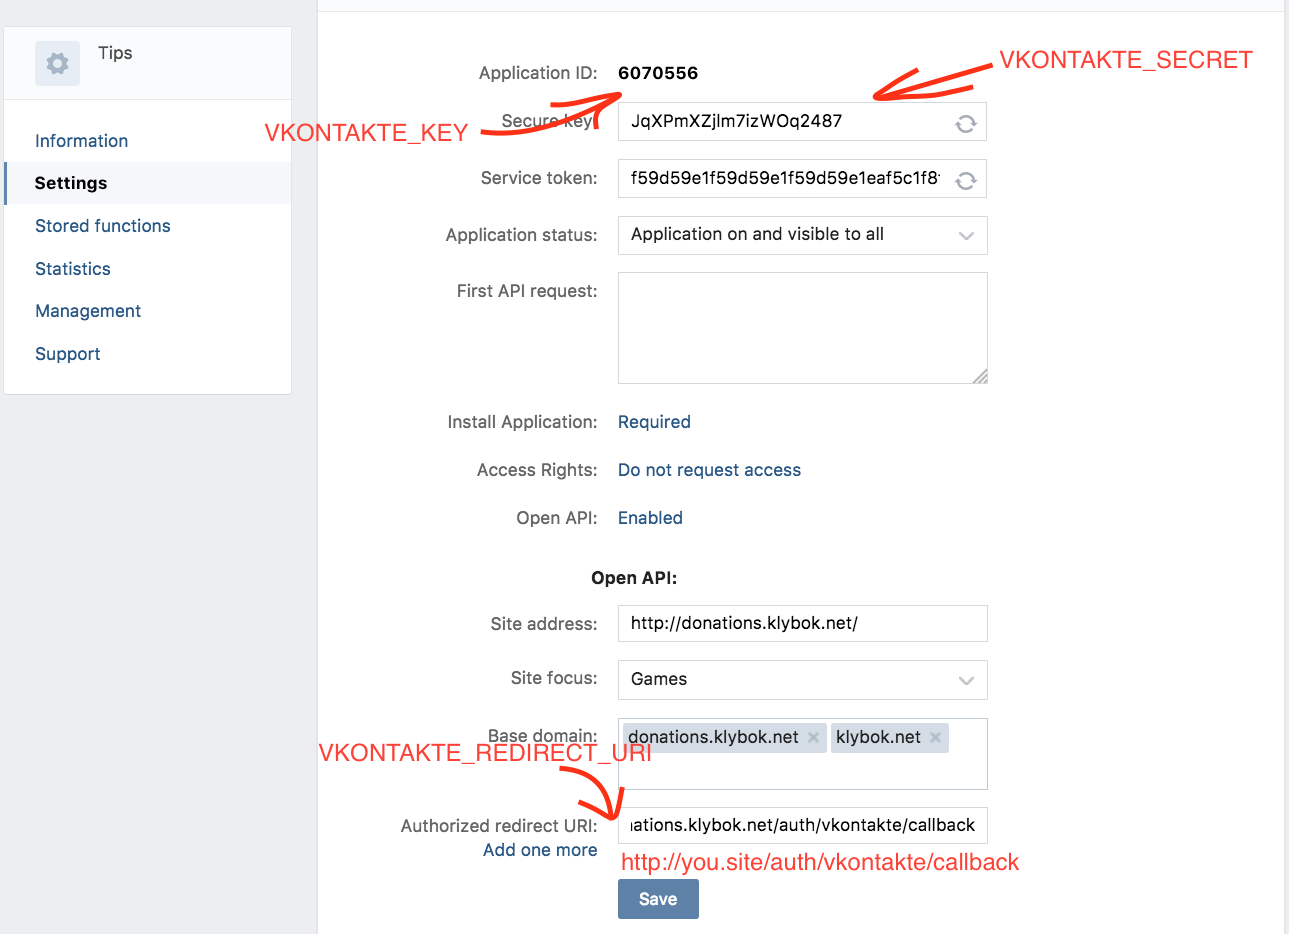 Tips
Information
Settings
Stored functions
Statistics
Management
Support
Application ID: 6070556
VKONTAKTE_SECRET
VKONTAKTE_KEY
Secure key: JqXPmXZjlm7izWOq2487
Service token: f59d59e1f59d59e1f59d59e1eaf5c1f8
Application status: Application on and visible to all
First API request:
Install Application: Required
Access Rights: Do not request access
Open API: Enabled
Open API:
Site address: http://donations.klybok.net/
Site focus: Games
Base domain: donations.klybok.net klybok.net
VKONTAKTE_REDIRECT_URI
Authorized redirect URI: nations.klybok.net/auth/vkontakte/callback
Add one more
http://you.site/auth/vkontakte/callback
Save